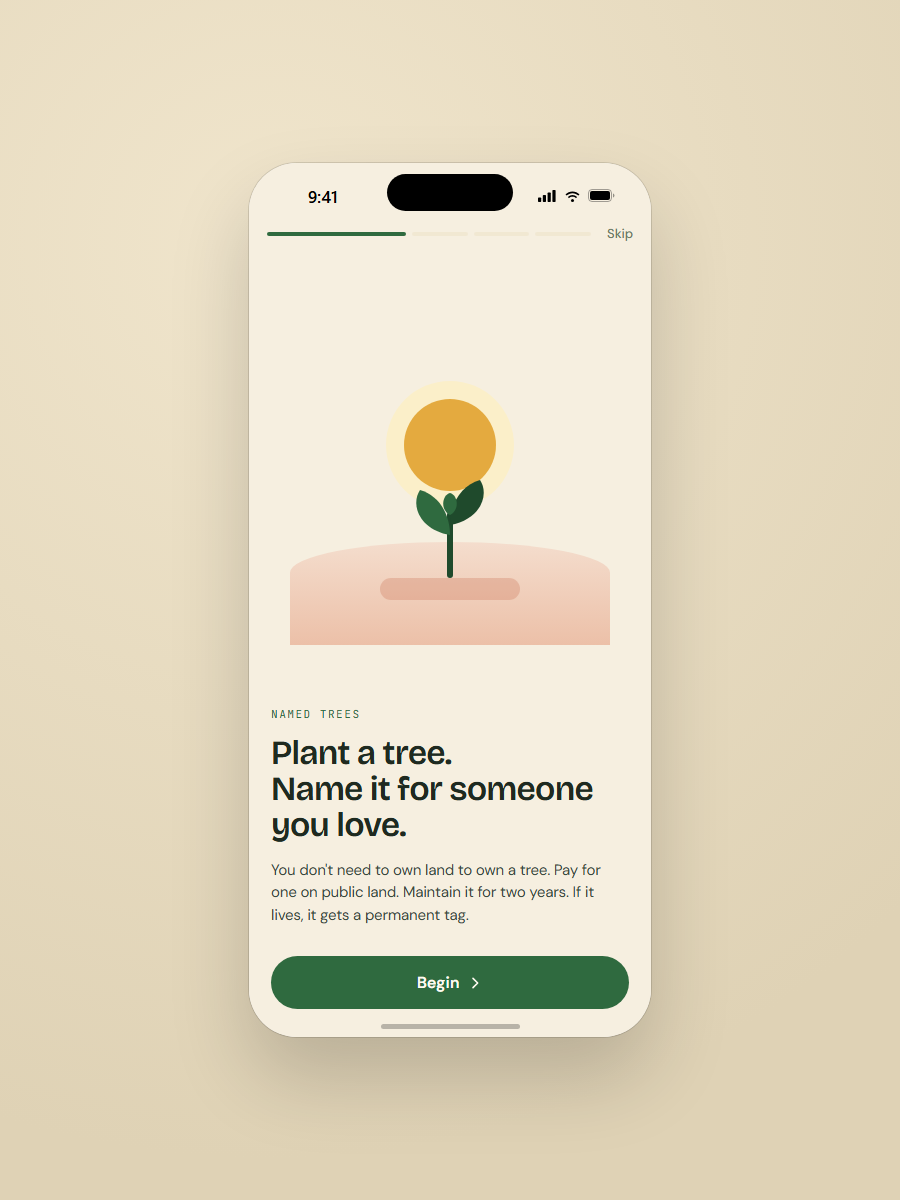 9:41
Skip
NAMED TREES
Plant a tree.
Name it for someone
you love.
You don't need to own land to own a tree. Pay for
one on public land. Maintain it for two years. If it
lives, it gets a permanent tag.
Begin